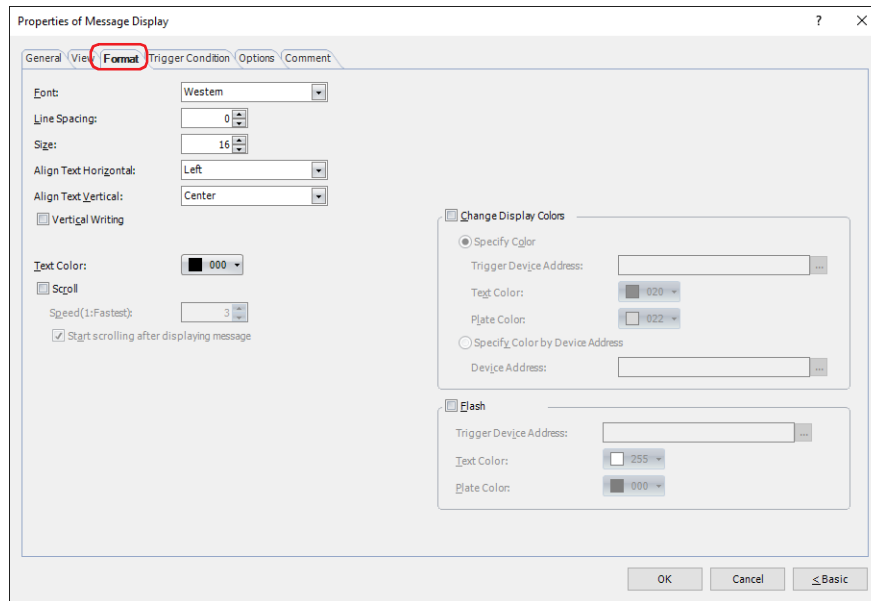 Properties of Message Display
? ×
General View Format Trigger Condition Options Comment
Font: Western
Line Spacing: 0
Size: 16
Align Text Horizontal: Left
Align Text Vertical: Center
Vertical Writing
Text Color: 000
Scroll
Speed(1:Fastest): 3
Start scrolling after displaying message
Change Display Colors
Specify Color
Trigger Device Address: ...
Text Color: 020
Plate Color: 022
Specify Color by Device Address
Device Address: ...
Flash
Trigger Device Address: ...
Text Color: 255
Plate Color: 000
OK Cancel < Basic